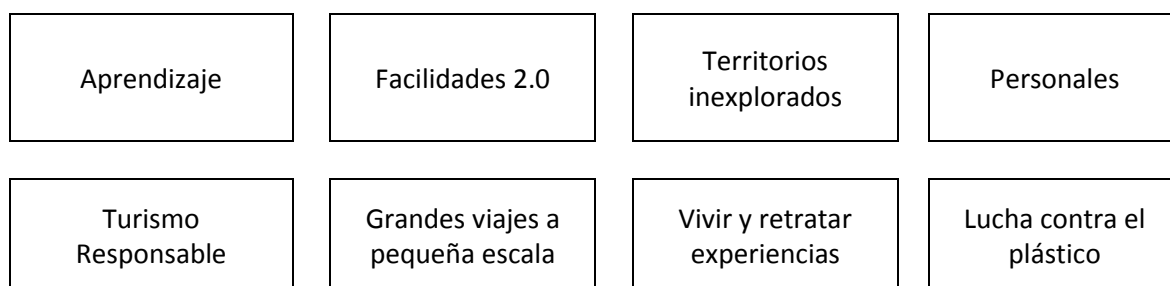 Aprendizaje
Facilidades 2.0
Territorios
inexplorados
Personales
Turismo
Responsable
Grandes viajes a
pequeña escala
Vivir y retratar
experiencias
Lucha contra el
plástico